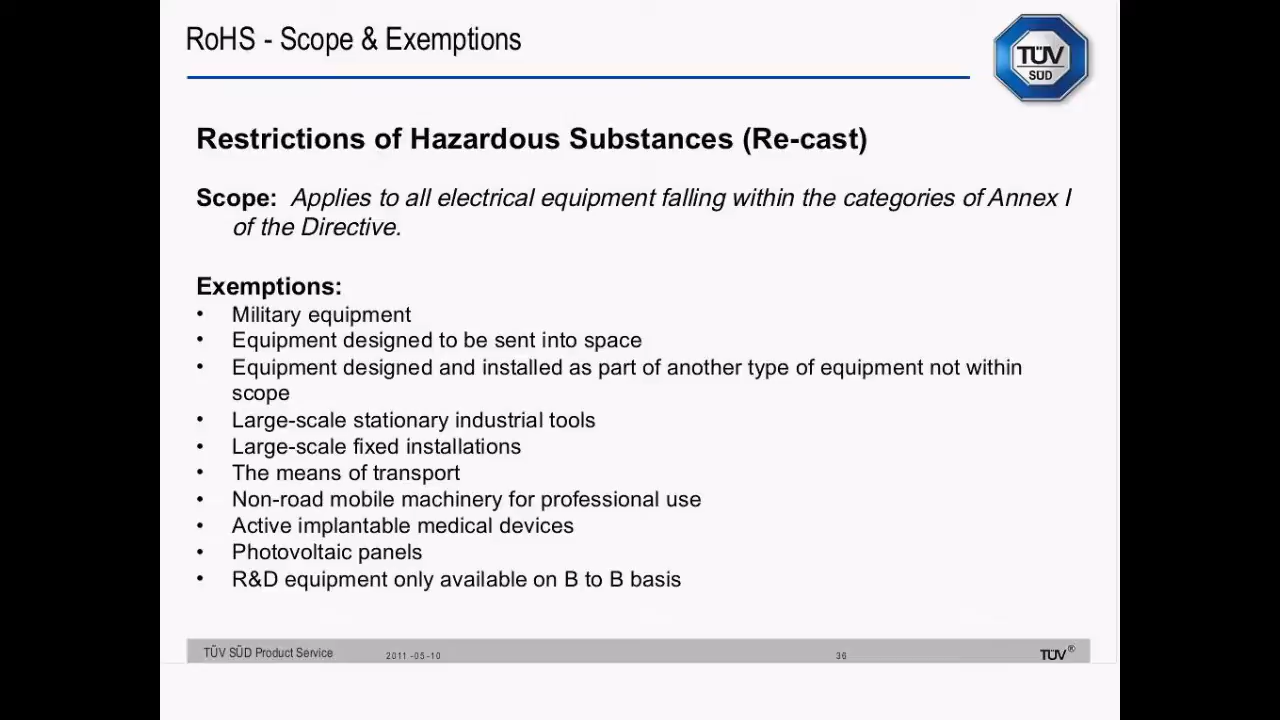 RoHS - Scope & Exemptions
TÜV
SÜD
Restrictions of Hazardous Substances (Re-cast)
Scope: Applies to all electrical equipment falling within the categories of Annex I
of the Directive.
Exemptions:
• Military equipment
• Equipment designed to be sent into space
• Equipment designed and installed as part of another type of equipment not within
scope
• Large-scale stationary industrial tools
• Large-scale fixed installations
• The means of transport
• Non-road mobile machinery for professional use
• Active implantable medical devices
• Photovoltaic panels
• R&D equipment only available on B to B basis
TÜV SÜD Product Service 2011-05-10 36 TÜV®